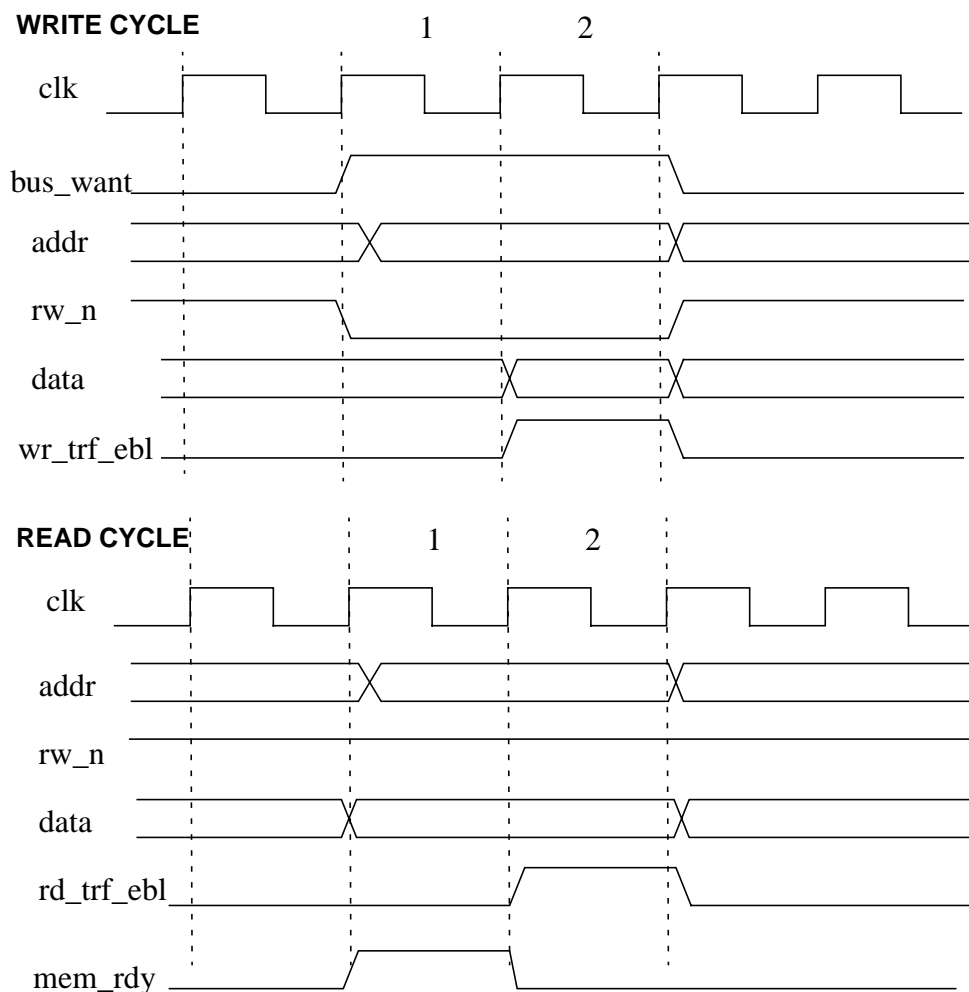 WRITE CYCLE 1 2
clk
bus_want
addr
rw_n
data
wr_trf_ebl
READ CYCLE 1 2
clk
addr
rw_n
data
rd_trf_ebl
mem_rdy